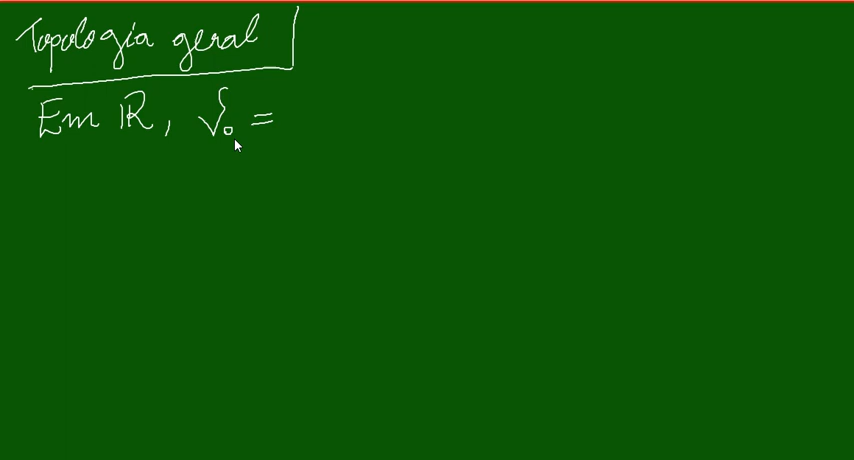 Topologia geral
Em ℝ, 𝒱₀ =